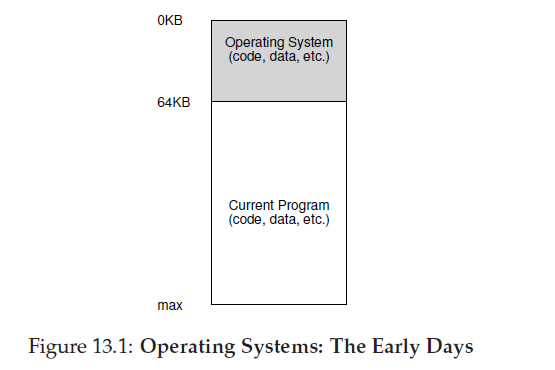 0KB
Operating System
(code, data, etc.)
64KB
Current Program
(code, data, etc.)
max
Figure 13.1: Operating Systems: The Early Days